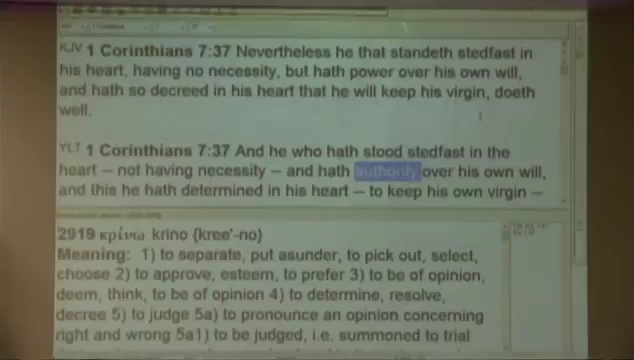 KJV 1 Corinthians 7:37 Nevertheless he that standeth stedfast in
his heart, having no necessity, but hath power over his own will,
and hath so decreed in his heart that he will keep his virgin, doeth
well.
YLT 1 Corinthians 7:37 And he who hath stood stedfast in the
heart — not having necessity — and hath authority over his own will,
and this he hath determined in his heart — to keep his own virgin —
2919 κρίνω krino {kree'-no}
Meaning: 1) to separate, put asunder, to pick out, select,
choose 2) to approve, esteem, to prefer 3) to be of opinion,
deem, think, to be of opinion 4) to determine, resolve,
decree 5) to judge 5a) to pronounce an opinion concerning
right and wrong 5a1) to be judged, i.e. summoned to trial